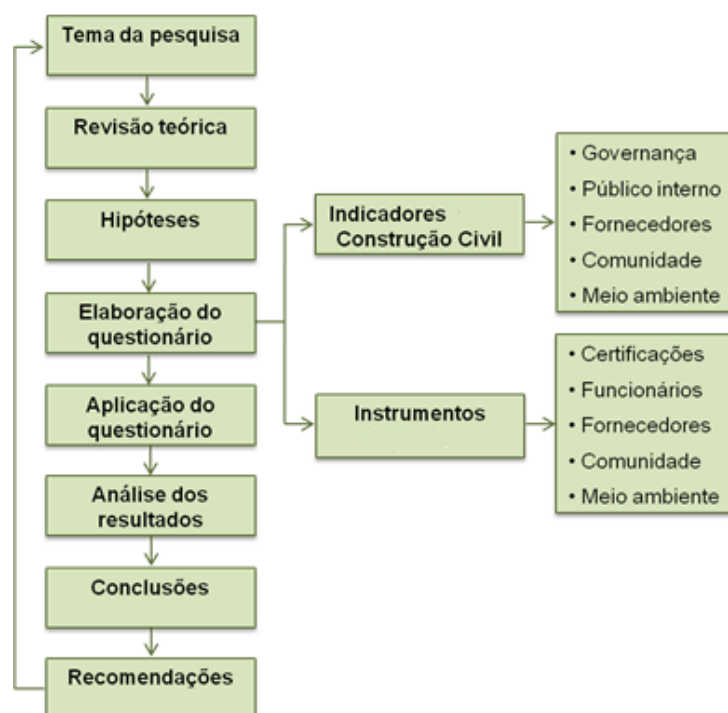 Tema da pesquisa
Revisão teórica
Hipóteses
Elaboração do
questionário
Aplicação do
questionário
Análise dos
resultados
Conclusões
Recomendações
Indicadores
Construção Civil
Instrumentos
• Governança
• Público interno
• Fornecedores
• Comunidade
• Meio ambiente
• Certificações
• Funcionários
• Fornecedores
• Comunidade
• Meio ambiente